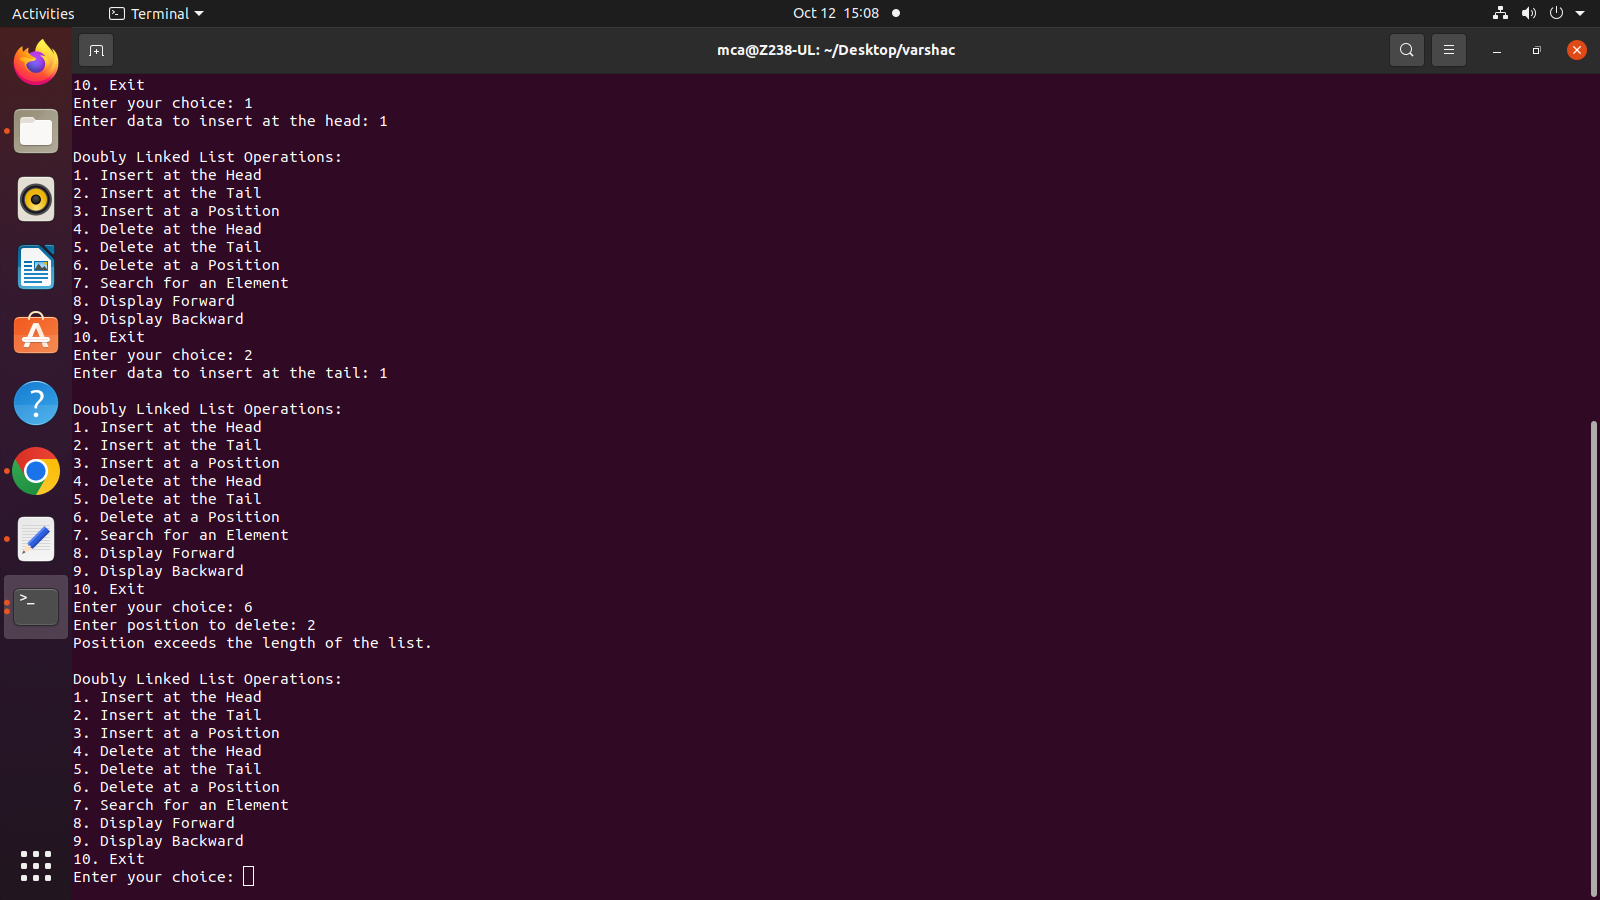 Activities
Terminal
Oct 12 15:08
mca@Z238-UL: ~/Desktop/varshac
10. Exit
Enter your choice: 1
Enter data to insert at the head: 1
Doubly Linked List Operations:
1. Insert at the Head
2. Insert at the Tail
3. Insert at a Position
4. Delete at the Head
5. Delete at the Tail
6. Delete at a Position
7. Search for an Element
8. Display Forward
9. Display Backward
10. Exit
Enter your choice: 2
Enter data to insert at the tail: 1
Doubly Linked List Operations:
1. Insert at the Head
2. Insert at the Tail
3. Insert at a Position
4. Delete at the Head
5. Delete at the Tail
6. Delete at a Position
7. Search for an Element
8. Display Forward
9. Display Backward
10. Exit
Enter your choice: 6
Enter position to delete: 2
Position exceeds the length of the list.
Doubly Linked List Operations:
1. Insert at the Head
2. Insert at the Tail
3. Insert at a Position
4. Delete at the Head
5. Delete at the Tail
6. Delete at a Position
7. Search for an Element
8. Display Forward
9. Display Backward
10. Exit
Enter your choice: